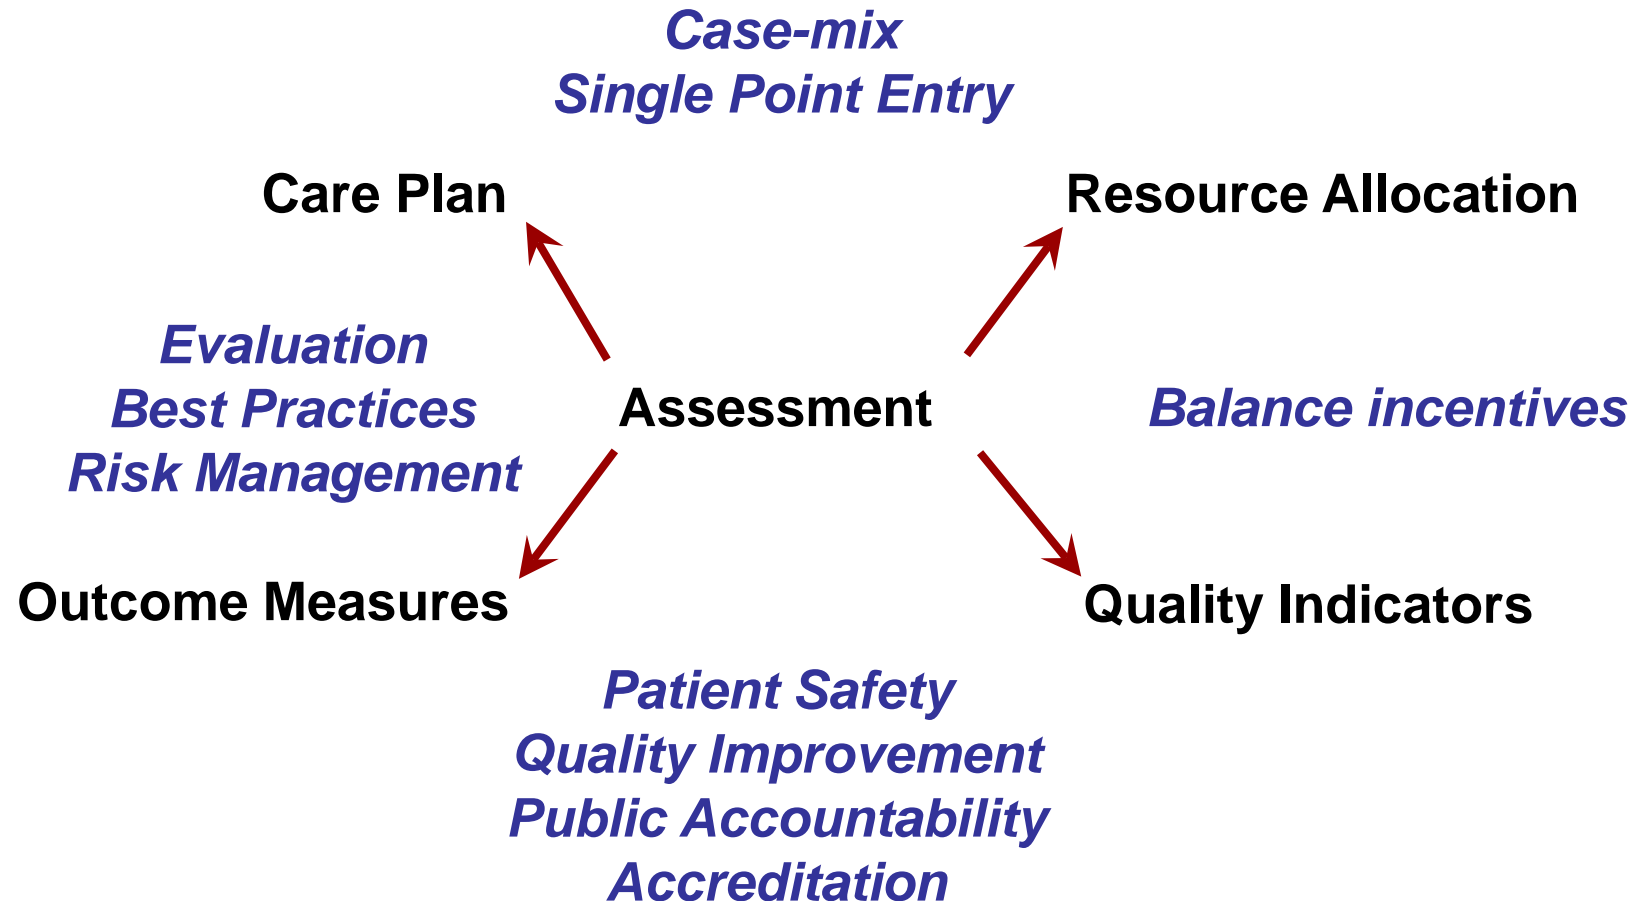 Case-mix
Single Point Entry
Care Plan
Resource Allocation
Evaluation
Best Practices
Risk Management
Assessment
Balance incentives
Outcome Measures
Quality Indicators
Patient Safety
Quality Improvement
Public Accountability
Accreditation